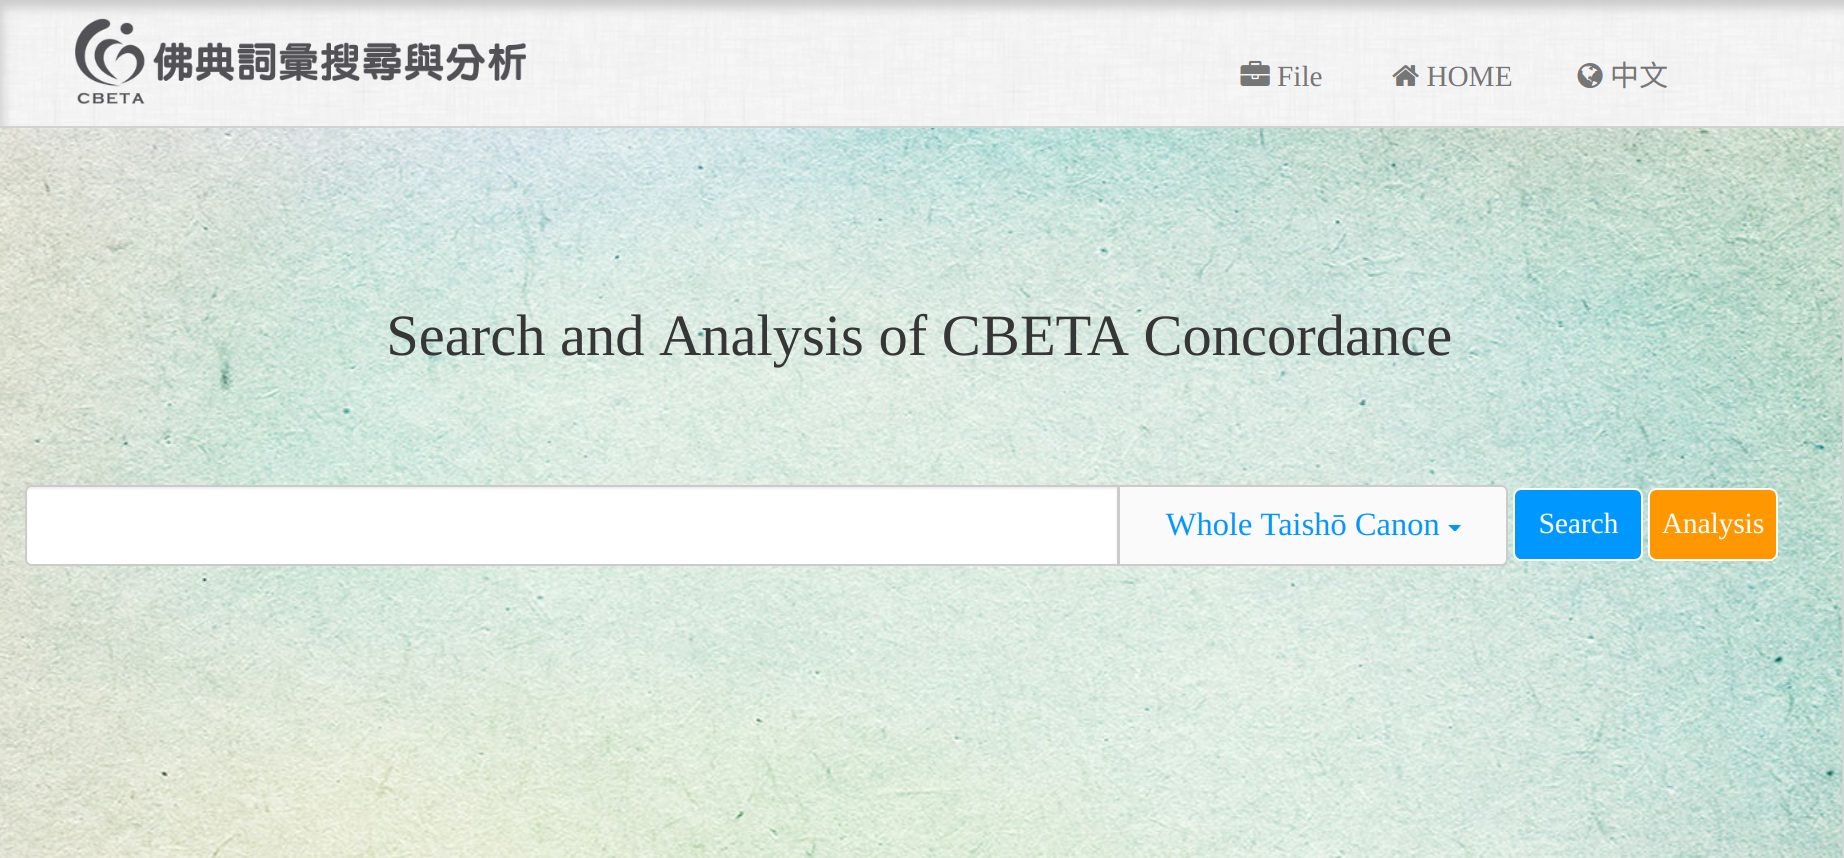 佛典詞彙搜尋與分析
CBETA
File
HOME
中文
Search and Analysis of CBETA Concordance
Whole Taishō Canon
Search
Analysis